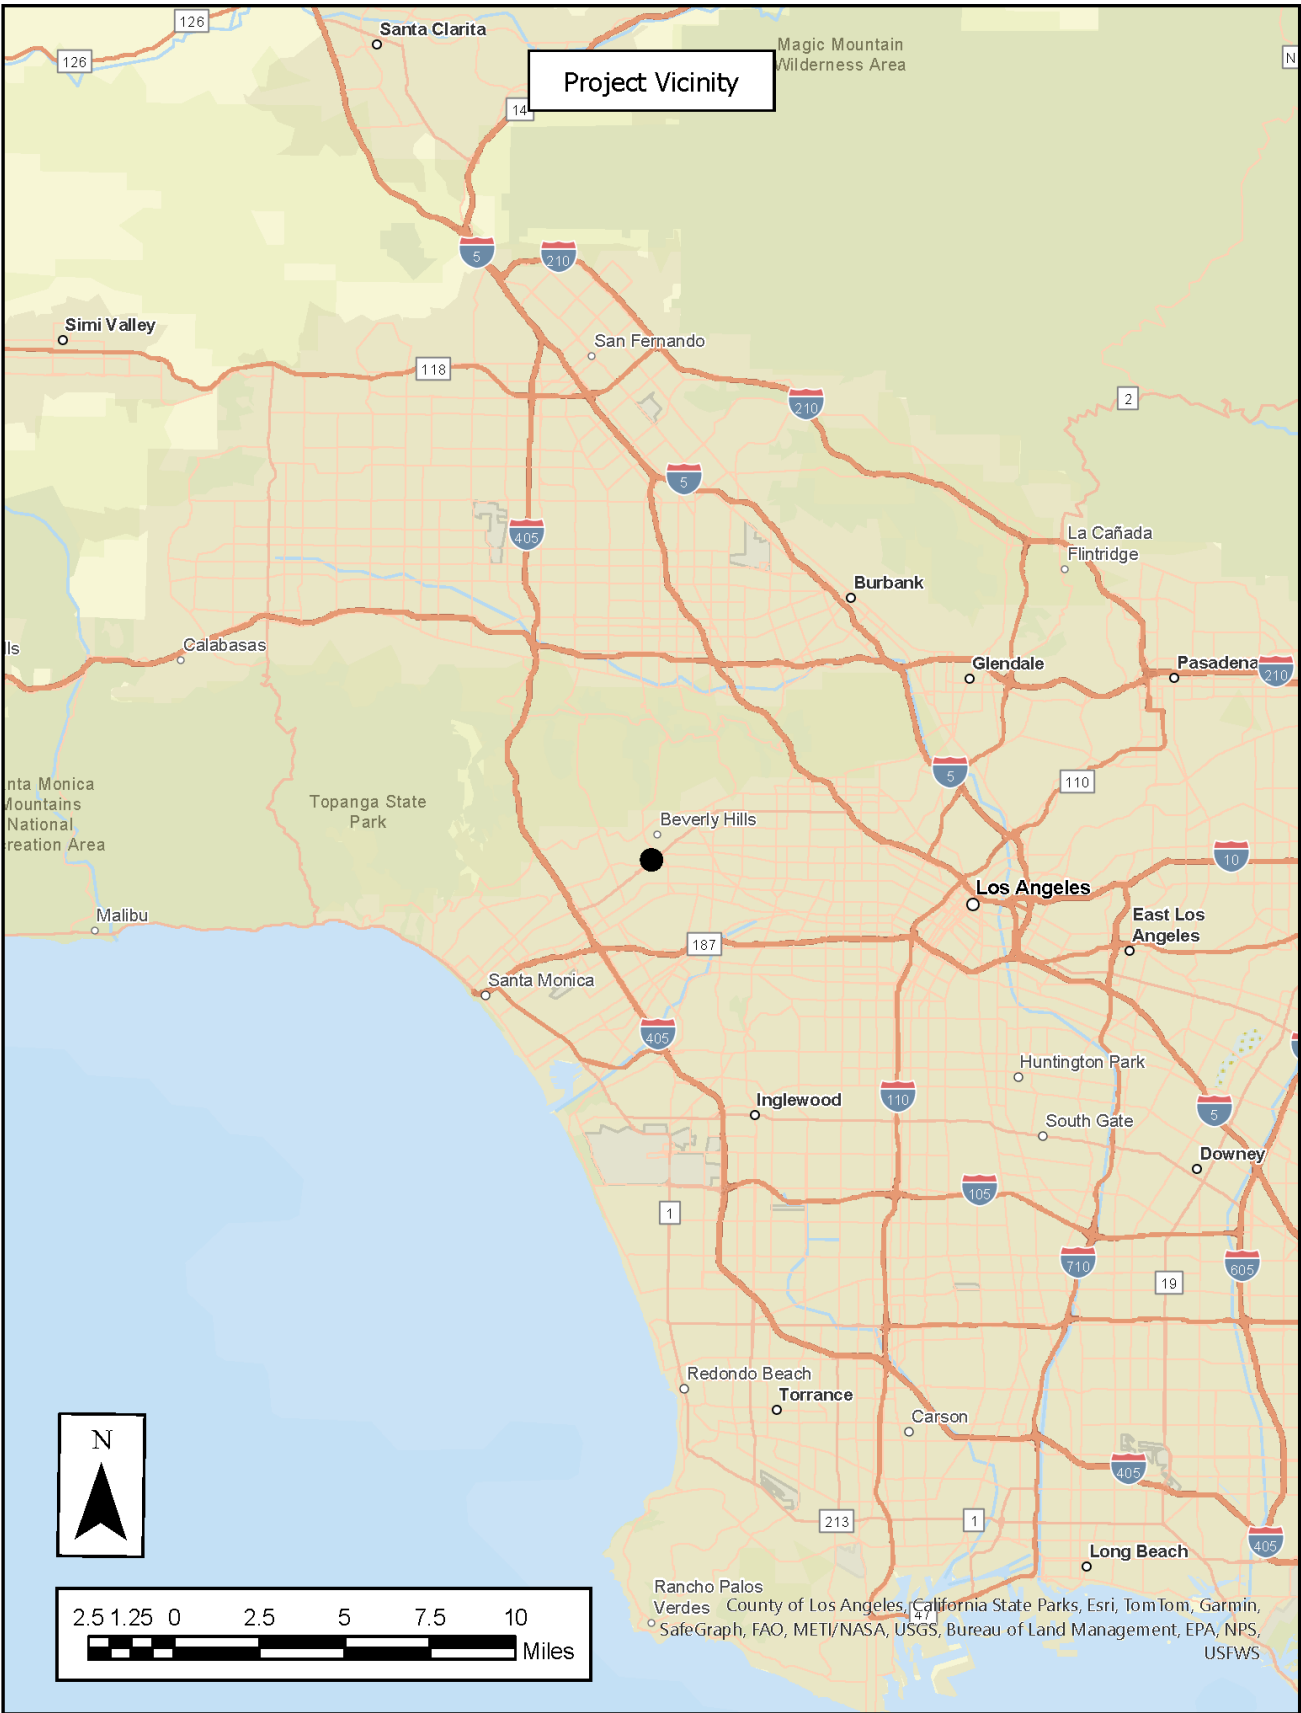 126
Santa Clarita
126
Magic Mountain
Wilderness Area
N
Project Vicinity
14
5
210
Simi Valley
San Fernando
118
210
2
5
405
La Cañada
Flintridge
Burbank
lls
Calabasas
Glendale
Pasadena
210
5
110
nta Monica
Mountains
National
creation Area
Topanga State
Park
Beverly Hills
10
Los Angeles
Malibu
East Los
Angeles
187
Santa Monica
405
Huntington Park
Inglewood
110
South Gate
5
Downey
105
1
710
605
19
Redondo Beach
Torrance
Carson
N
405
213
1
405
Long Beach
Rancho Palos
Verdes
47
County of Los Angeles, California State Parks, Esri, TomTom, Garmin,
SafeGraph, FAO, METI/NASA, USGS, Bureau of Land Management, EPA, NPS,
USFWS
2.5 1.25 0 2.5 5 7.5 10
Miles